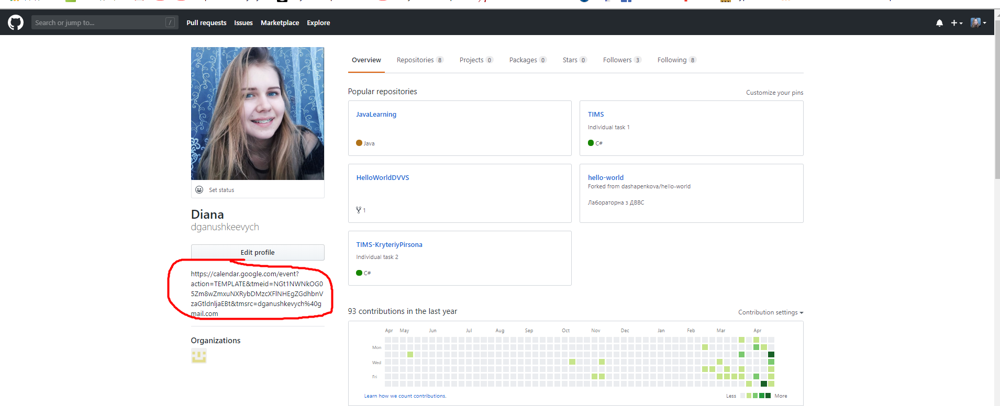 Search or jump to... /
Pull requests Issues Marketplace Explore
Overview Repositories 8 Projects 0 Packages 0 Stars 0 Followers 3 Following 8
Popular repositories
Customize your pins
JavaLearning
Java
TIMS
Individual task 1
C#
HelloWorldDVVS
1
hello-world
Forked from dashapenkova/hello-world
Лабораторна з ДВВС
TIMS-KryteriyPirsona
Individual task 2
C#
Set status
Diana
dganushkeevych
Edit profile
https://calendar.google.com/event?
action=TEMPLATE&tmeid=NGt1NWNkOG0
5Zm8wZmxuNXRybDMzcXFlNHEgZGdhbnV
zaGtldnljaEBt&tmsrc=dganushkevych%40g
mail.com
Organizations
93 contributions in the last year
Contribution settings
Apr May Jun Jul Aug Sep Oct Nov Dec Jan Feb Mar Apr
Mon
Wed
Fri
Learn how we count contributions.
Less More